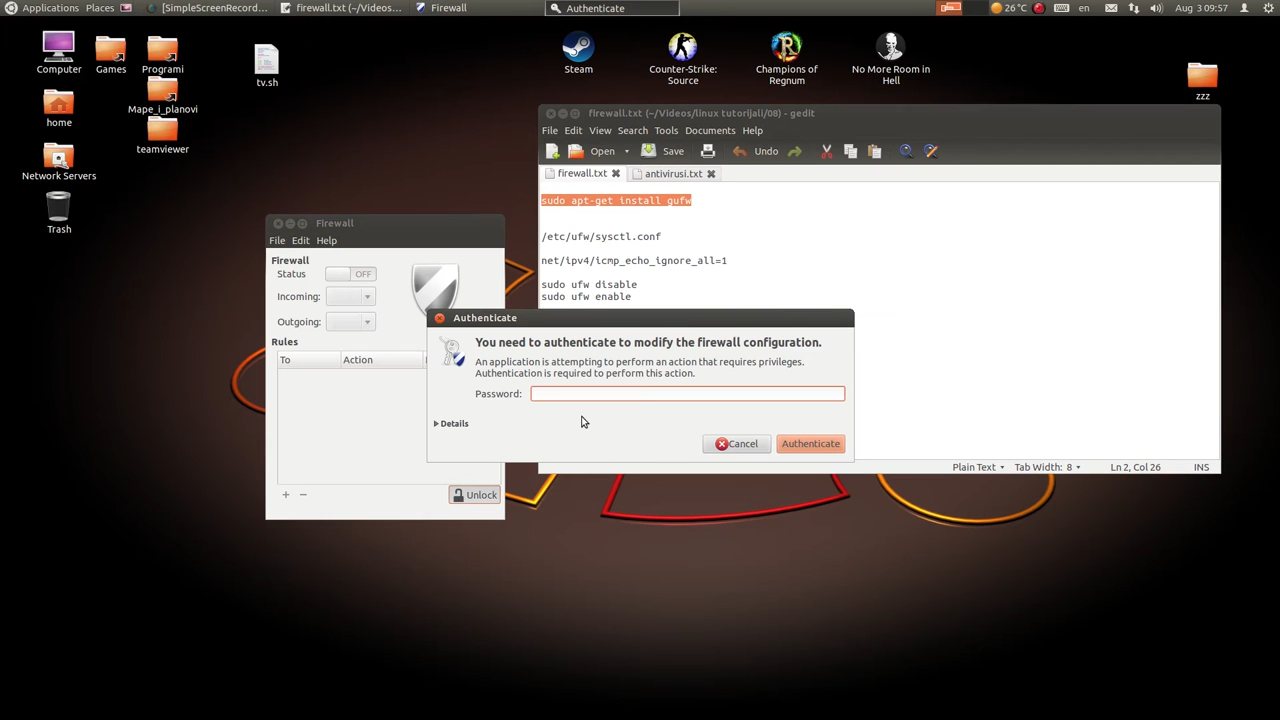 Applications Places [SimpleScreenRecord... firewall.txt (~/Videos... Firewall Authenticate 26 °C en Aug 3 09:57
Computer
Games
Programi
tv.sh
Steam
Counter-Strike: Source
Champions of Regnum
No More Room in Hell
zzz
home
Mape_i_planovi
teamviewer
Network Servers
Trash
firewall.txt (~/Videos/linux tutorijali/08) - gedit
File Edit View Search Tools Documents Help
Open Save Undo
firewall.txt antivirusi.txt
sudo apt-get install gufw
/etc/ufw/sysctl.conf
net/ipv4/icmp_echo_ignore_all=1
sudo ufw disable
sudo ufw enable
Plain Text Tab Width: 8 Ln 2, Col 26 INS
Firewall
File Edit Help
Firewall
Status OFF
Incoming:
Outgoing:
Rules
To Action
+ − Unlock
Authenticate
You need to authenticate to modify the firewall configuration.
An application is attempting to perform an action that requires privileges.
Authentication is required to perform this action.
Password:
Details
Cancel Authenticate